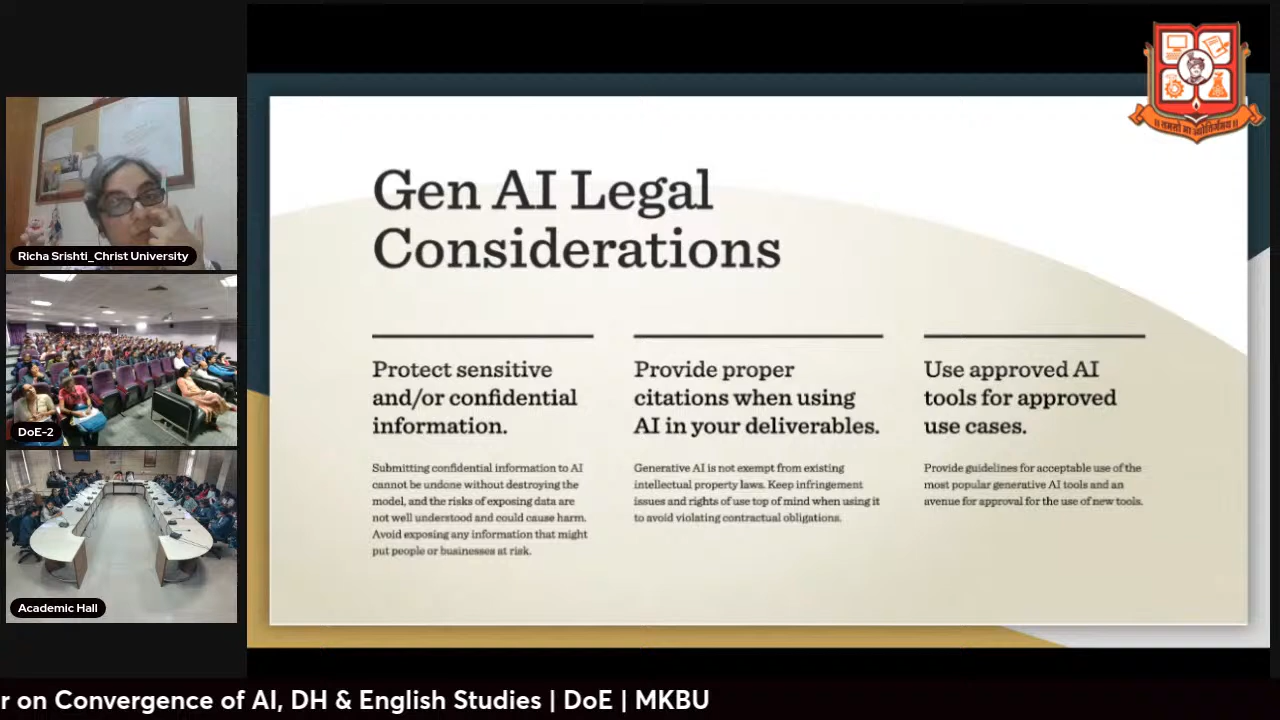 Gen AI Legal
Considerations
Protect sensitive
and/or confidential
information.
Submitting confidential information to AI
cannot be undone without destroying the
model, and the risks of exposing data are
not well understood and could cause harm.
Avoid exposing any information that might
put people or businesses at risk.
Provide proper
citations when using
AI in your deliverables.
Generative AI is not exempt from existing
intellectual property laws. Keep infringement
issues and rights of use top of mind when using it
to avoid violating contractual obligations.
Use approved AI
tools for approved
use cases.
Provide guidelines for acceptable use of the
most popular generative AI tools and an
avenue for approval for the use of new tools.
Richa Srishti_Christ University
DoE-2
Academic Hall
॥ तमसो मा ज्योतिर्गमय ॥
r on Convergence of AI, DH & English Studies | DoE | MKBU